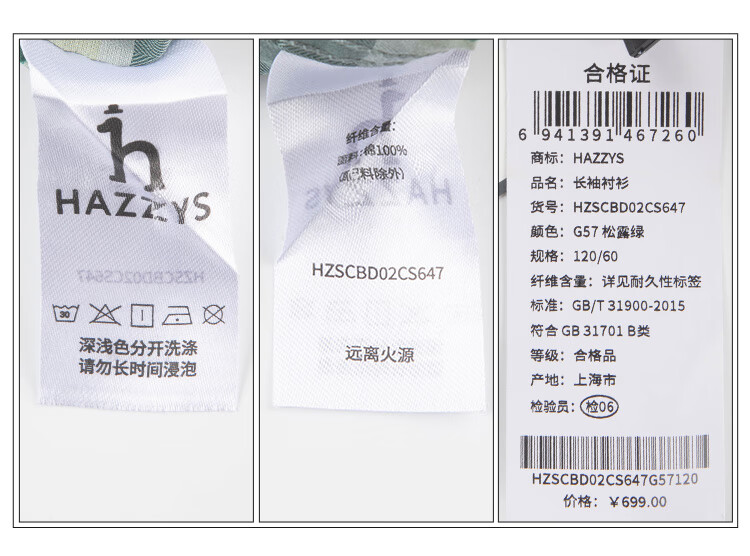 HAZZYS
HZSCBD02CS647
30
深浅色分开洗涤
请勿长时间浸泡
纤维含量:
面料:棉100%
(配料除外)
HAZZYS
HZSCBD02CS647
远离火源
合格证
6 941391 467260
商标: HAZZYS
品名: 长袖衬衫
货号: HZSCBD02CS647
颜色: G57 松露绿
规格: 120/60
纤维含量: 详见耐久性标签
标准: GB/T 31900-2015
符合 GB 31701 B类
等级: 合格品
产地: 上海市
检验员: 检06
HZSCBD02CS647G57120
价格: ¥699.00